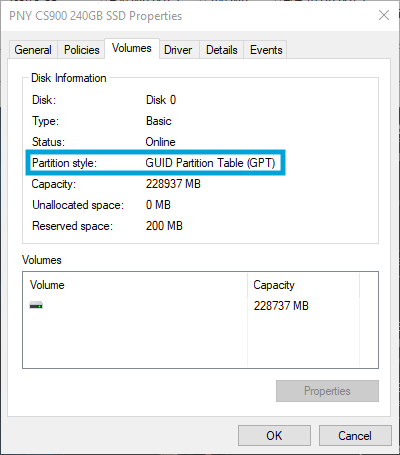 PNY CS900 240GB SSD Properties
General Policies Volumes Driver Details Events
Disk Information
Disk: Disk 0
Type: Basic
Status: Online
Partition style: GUID Partition Table (GPT)
Capacity: 228937 MB
Unallocated space: 0 MB
Reserved space: 200 MB
Volumes
Volume Capacity
228737 MB
Properties
OK Cancel